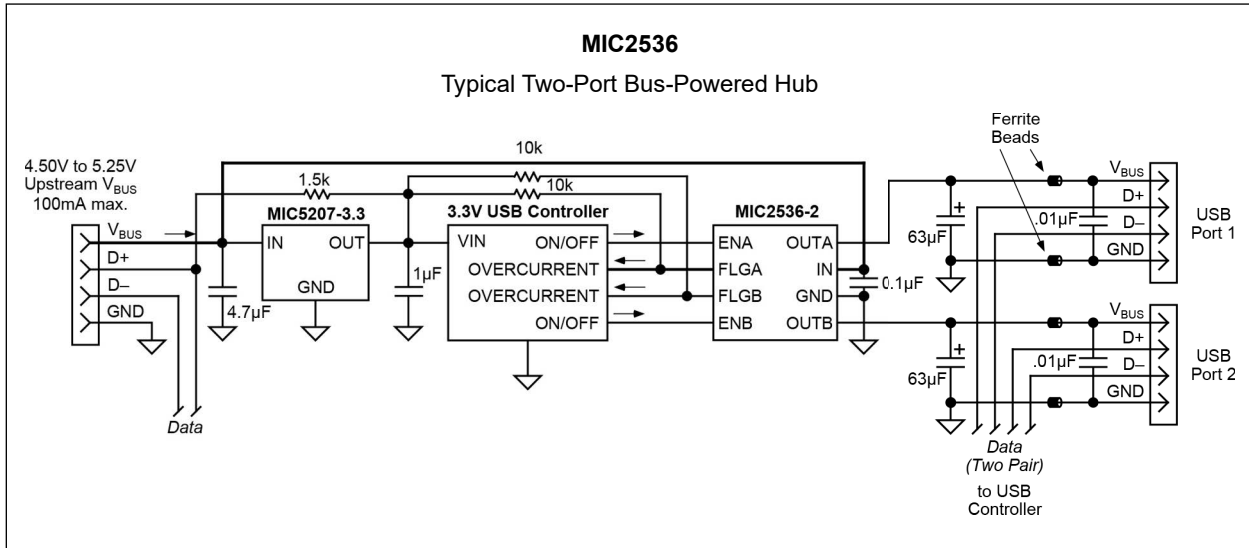 MIC2536
Typical Two-Port Bus-Powered Hub
Ferrite
Beads
4.50V to 5.25V
Upstream VBUS
100mA max.
10k
1.5k
10k
MIC5207-3.3
3.3V USB Controller
MIC2536-2
VBUS
D+
D–
GND
IN
OUT
GND
4.7µF
1µF
VIN
ON/OFF
OVERCURRENT
OVERCURRENT
ON/OFF
ENA
FLGA
FLGB
ENB
OUTA
IN
GND
OUTB
0.1µF
63µF
.01µF
VBUS
D+
D–
GND
USB
Port 1
63µF
.01µF
VBUS
D+
D–
GND
USB
Port 2
Data
Data
(Two Pair)
to USB
Controller